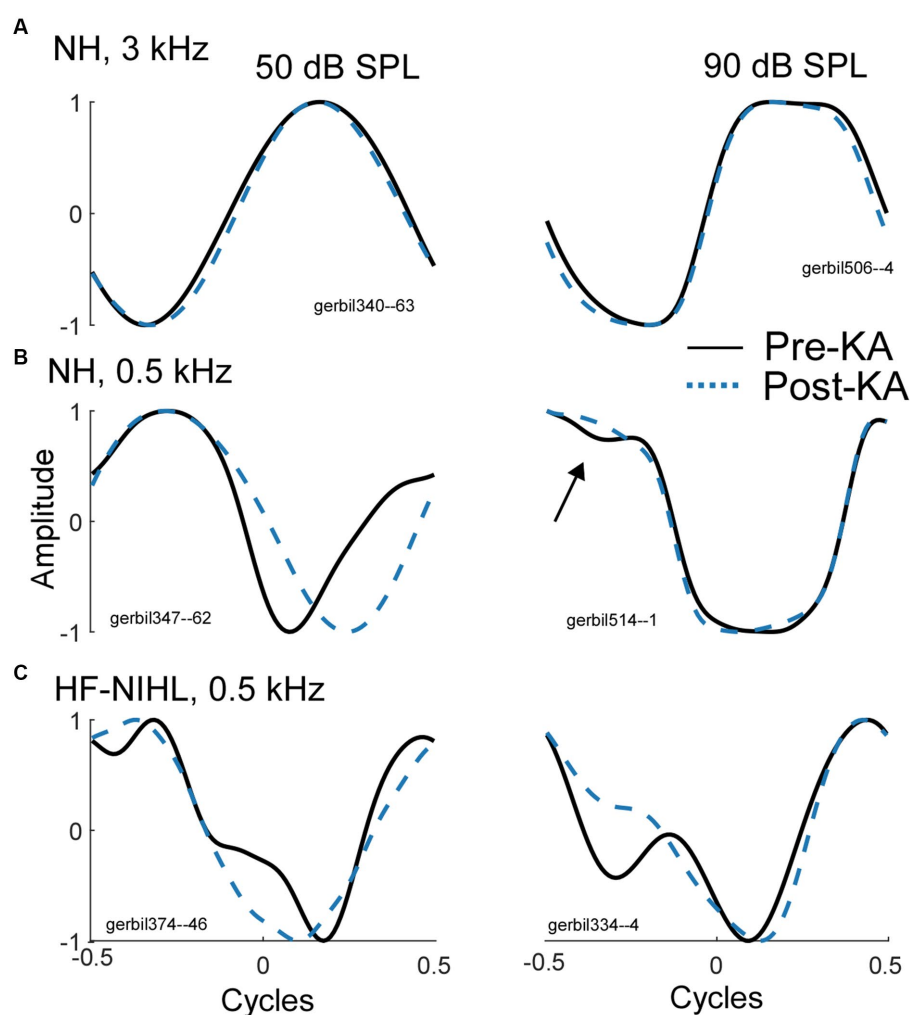 A
NH, 3 kHz
50 dB SPL
90 dB SPL
1
0
-1
gerbil340--63
gerbil506--4
Pre-KA
Post-KA
B
NH, 0.5 kHz
1
0
-1
Amplitude
gerbil347--62
gerbil514--1
C
HF-NIHL, 0.5 kHz
1
0
-1
gerbil374--46
gerbil334--4
-0.5 0 0.5
-0.5 0 0.5
Cycles
Cycles